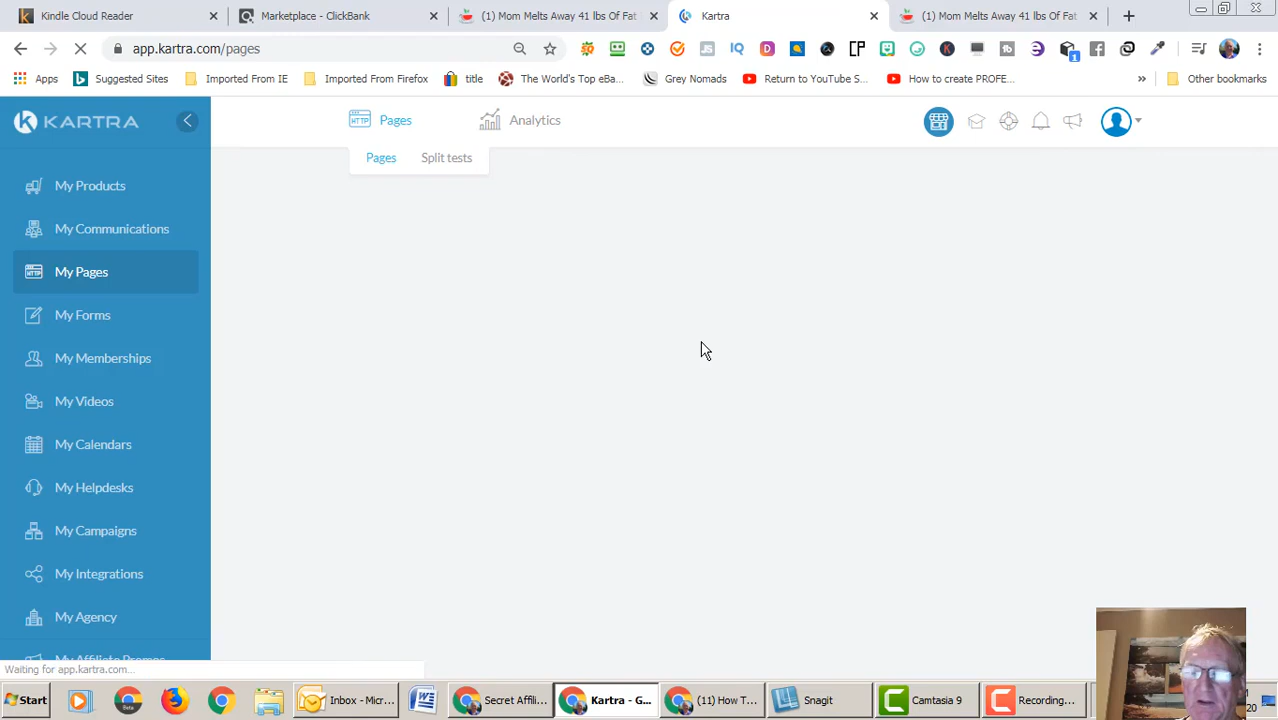 Kindle Cloud Reader
Marketplace - ClickBank
(1) Mom Melts Away 41 lbs Of Fat
Kartra
(1) Mom Melts Away 41 lbs Of Fat
app.kartra.com/pages
Apps
Suggested Sites
Imported From IE
Imported From Firefox
title
The World's Top eBa...
Grey Nomads
Return to YouTube S...
How to create PROFE...
»
Other bookmarks
KARTRA
Pages
Analytics
Pages
Split tests
My Products
My Communications
My Pages
My Forms
My Memberships
My Videos
My Calendars
My Helpdesks
My Campaigns
My Integrations
My Agency
My Affiliate Promos
Waiting for app.kartra.com...
Start
Inbox - Micr...
Secret Affili...
Kartra - G...
(11) How T...
Snagit
Camtasia 9
Recording...